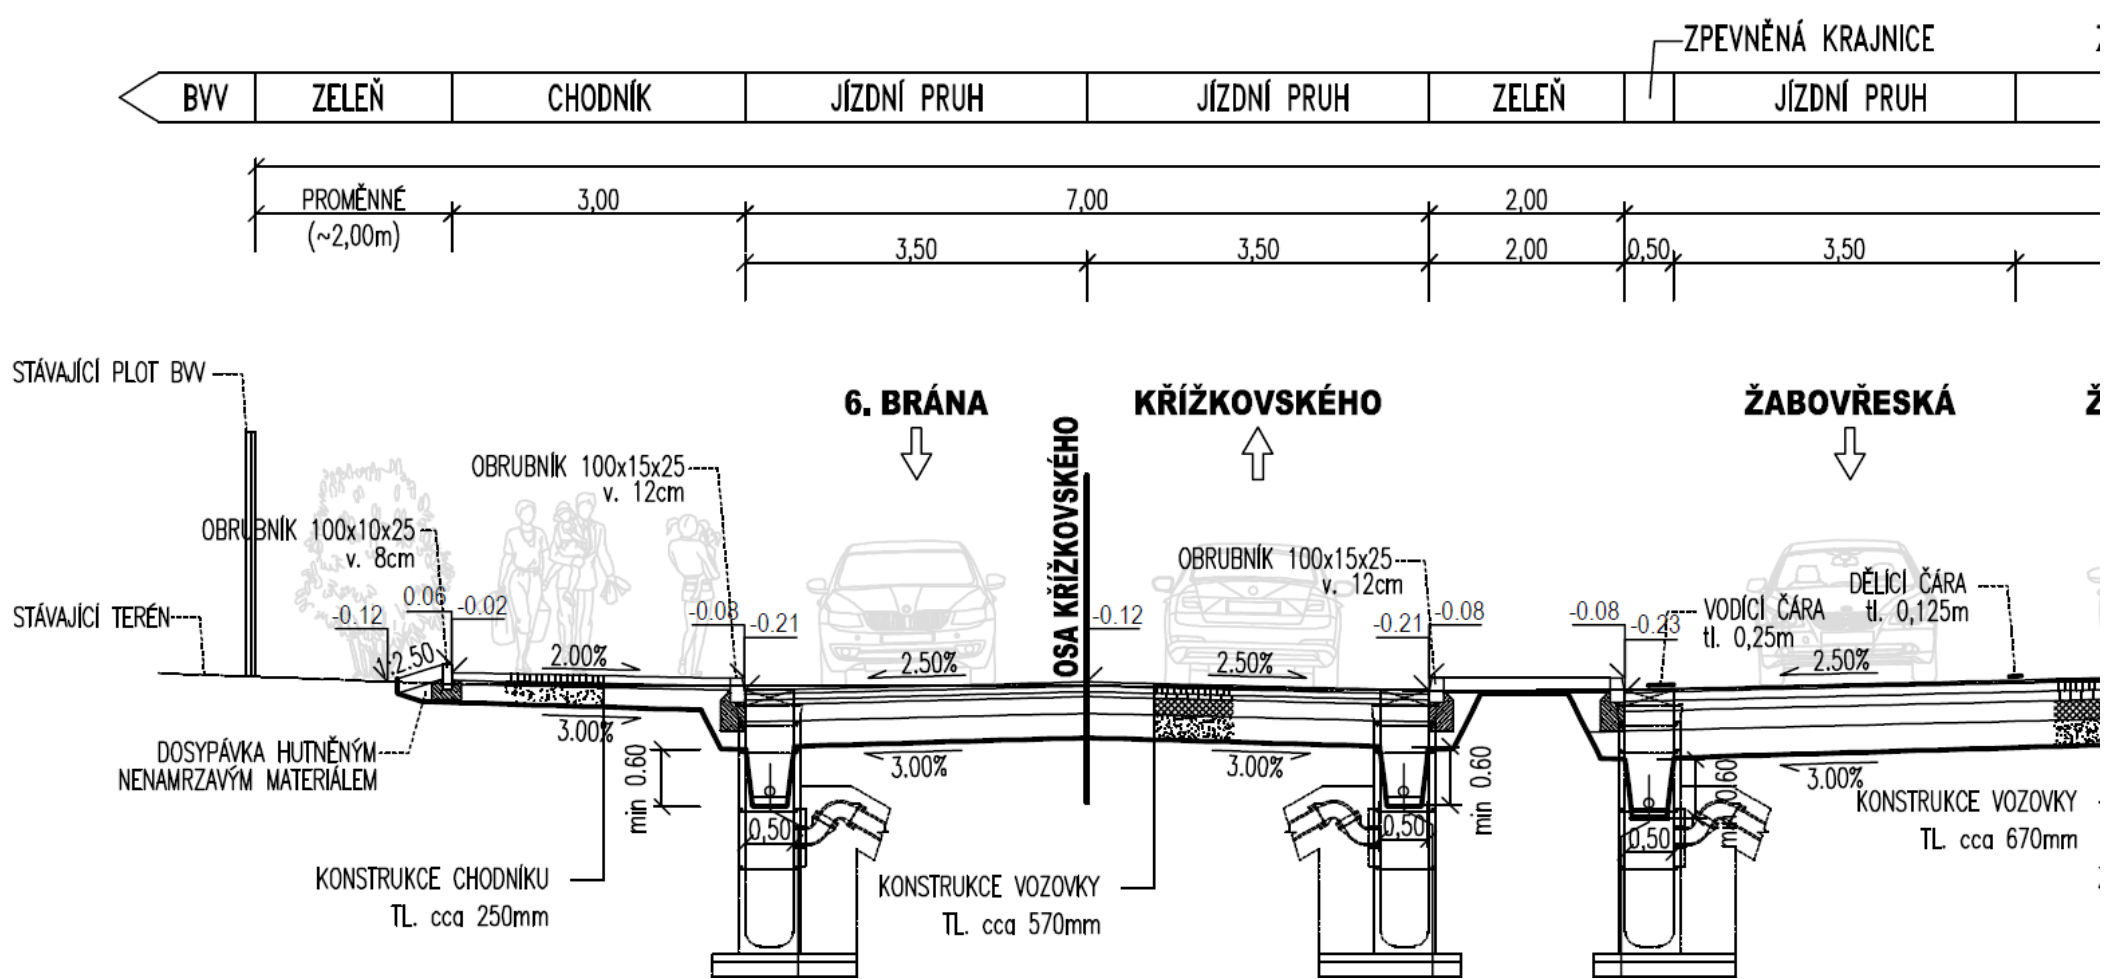 ZPEVNĚNÁ KRAJNICE
BVV ZELEŇ CHODNÍK JÍZDNÍ PRUH JÍZDNÍ PRUH ZELEŇ JÍZDNÍ PRUH
PROMĚNNÉ 3,00 7,00 2,00
(~2,00m)
3,50 3,50 2,00 0,50 3,50
STÁVAJÍCÍ PLOT BVV
6. BRÁNA KŘÍŽKOVSKÉHO ŽABOVŘESKÁ Ž
OSA KŘÍŽKOVSKÉHO
OBRUBNÍK 100x15x25
v. 12cm
OBRUBNÍK 100x10x25
v. 8cm
OBRUBNÍK 100x15x25
v. 12cm
DĚLÍCÍ ČÁRA
tl. 0,125m
VODÍCÍ ČÁRA
tl. 0,25m
STÁVAJÍCÍ TERÉN
-0.12 0.06 -0.02 -0.08 -0.21 -0.12 -0.21 -0.08 -0.08 -0.23
1:2.50 2.00% 2.50% 2.50% 2.50%
3.00% 3.00% 3.00% 3.00%
DOSYPÁVKA HUTNĚNÝM
NENAMRZAVÝM MATERIÁLEM
min 0.60
min 0.60
min 0.60
0,50 0,50 0,50
KONSTRUKCE CHODNÍKU
TL. cca 250mm
KONSTRUKCE VOZOVKY
TL. cca 570mm
KONSTRUKCE VOZOVKY
TL. cca 670mm